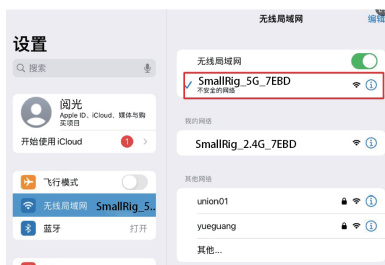 无线局域网
编辑
设置
搜索
阅光
Apple ID、iCloud、媒体与购
买项目
开始使用 iCloud
1
飞行模式
无线局域网 SmallRig_5..
蓝牙
打开
无线局域网
SmallRig_5G_7EBD
不安全的网络
我的网络
SmallRig_2.4G_7EBD
其他网络
union01
yueguang
其他...